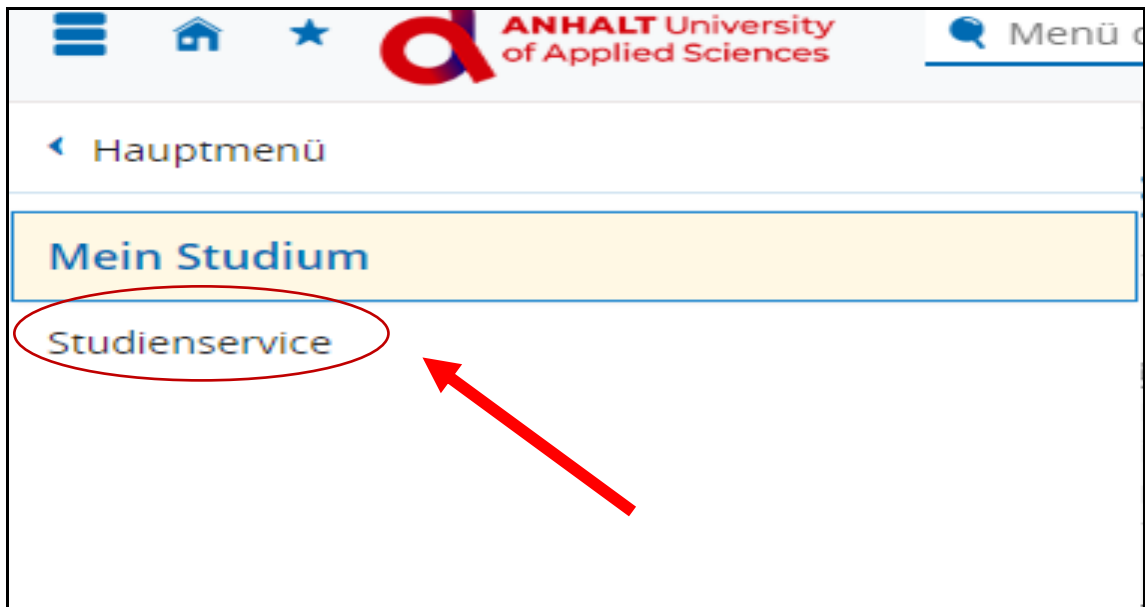 ANHALT University
of Applied Sciences
Menü
Hauptmenü
Mein Studium
Studienservice